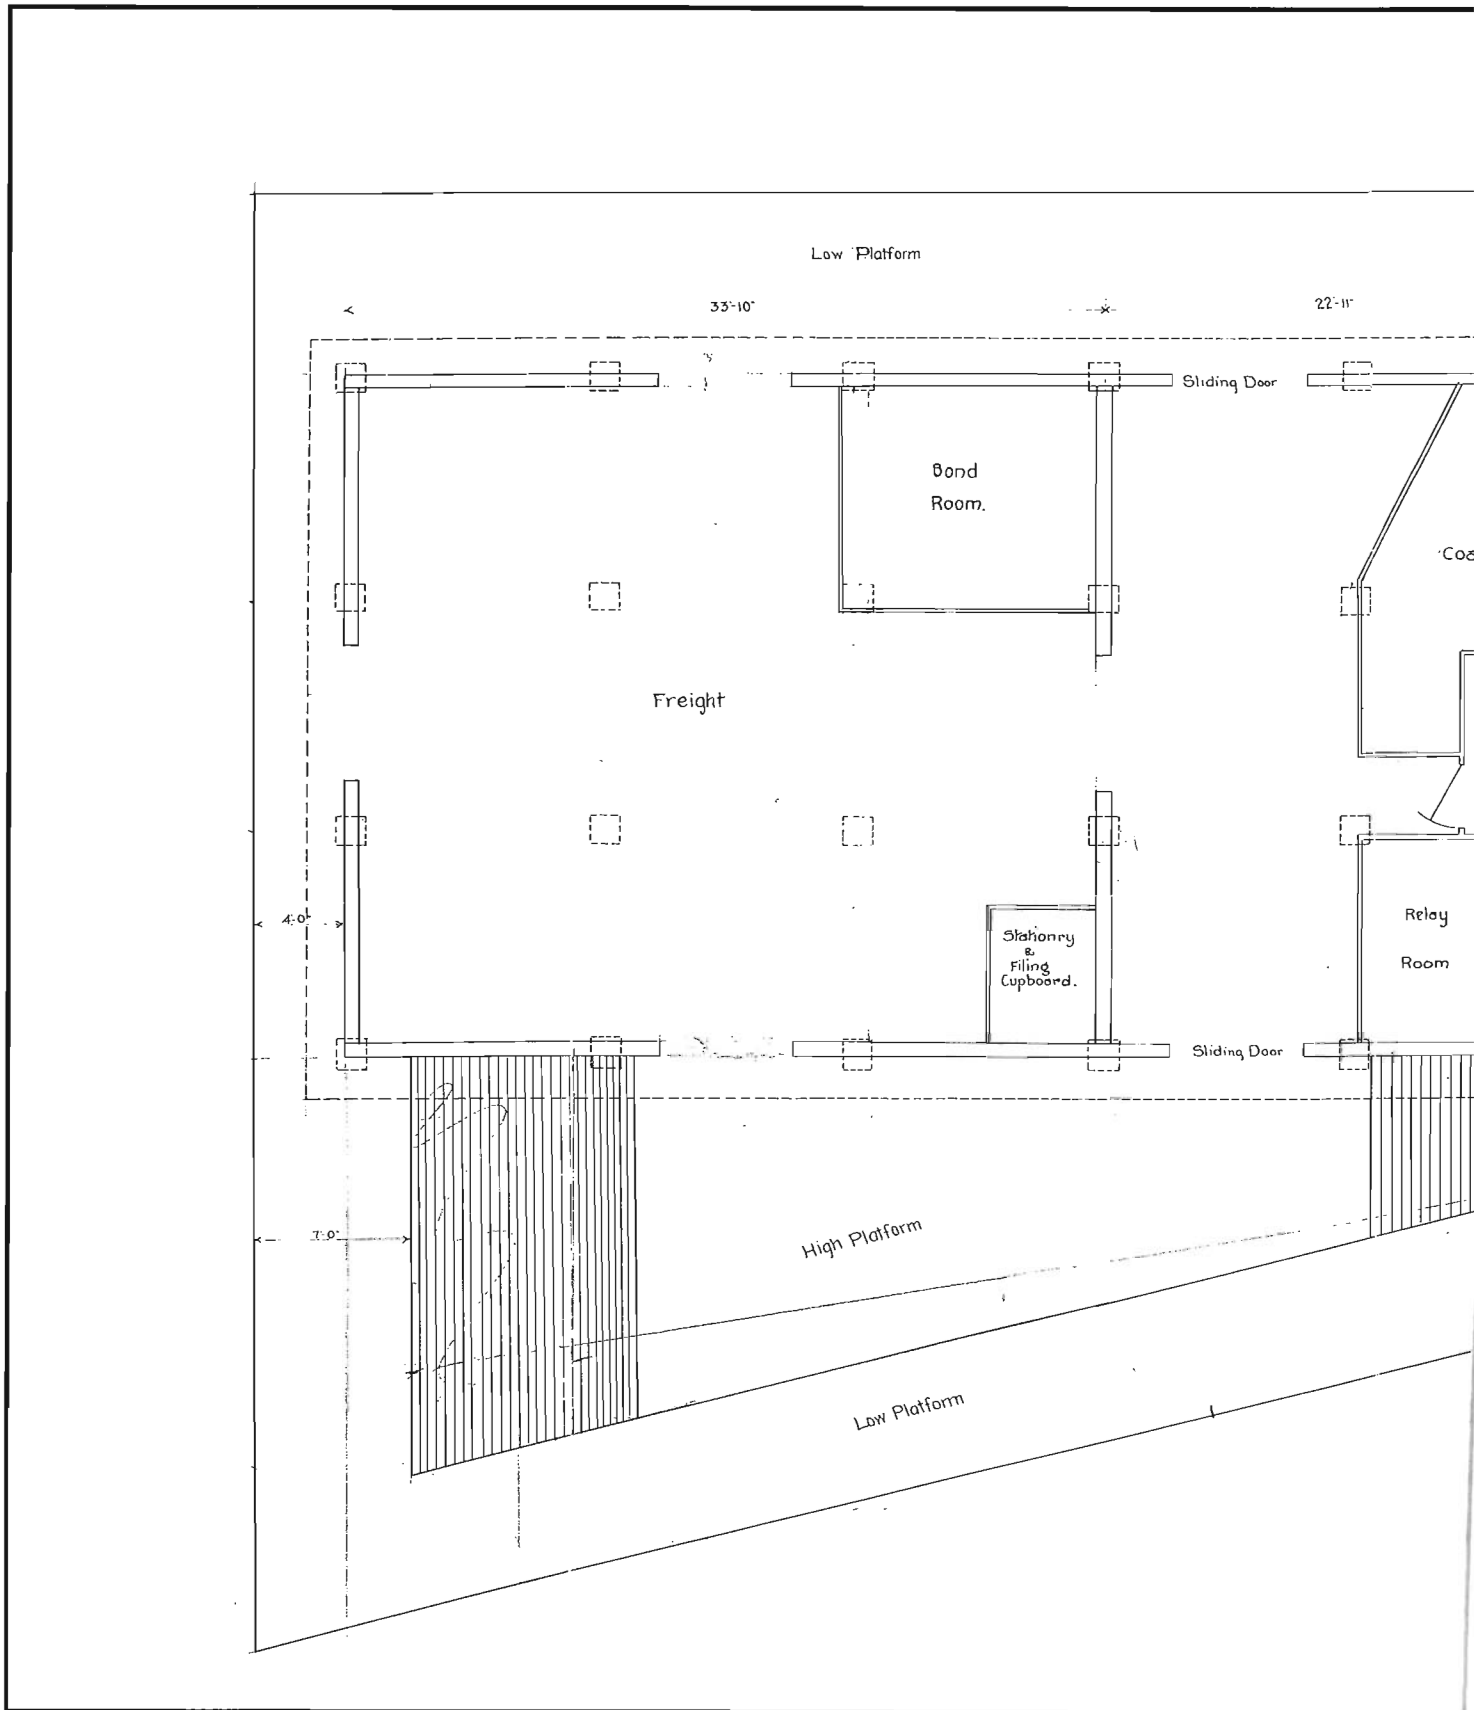 Low Platform
33'-10"
22'-11"
Sliding Door
Bond
Room.
Freight
4'-0"
Stationry
&
Filing
Cupboard.
Relay
Room
Sliding Door
7'-0"
High Platform
Low Platform